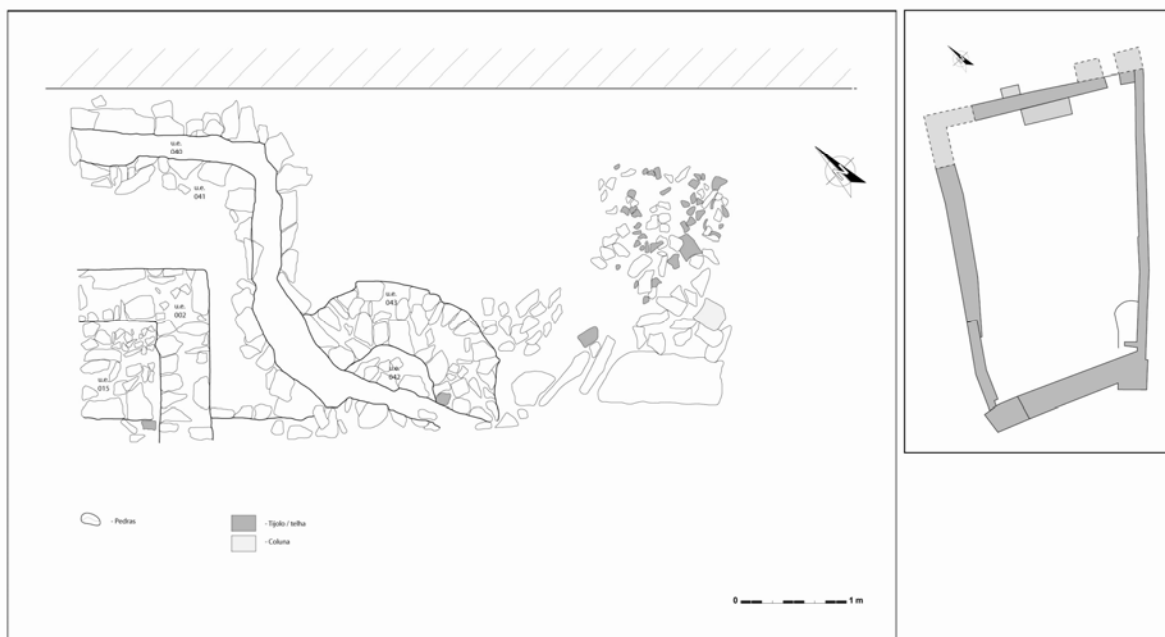 u.e.
040
u.e.
041
u.e.
043
u.e.
002
u.e.
042
u.e.
015
- Pedras
- Tijolo / telha
- Coluna
0 1 m